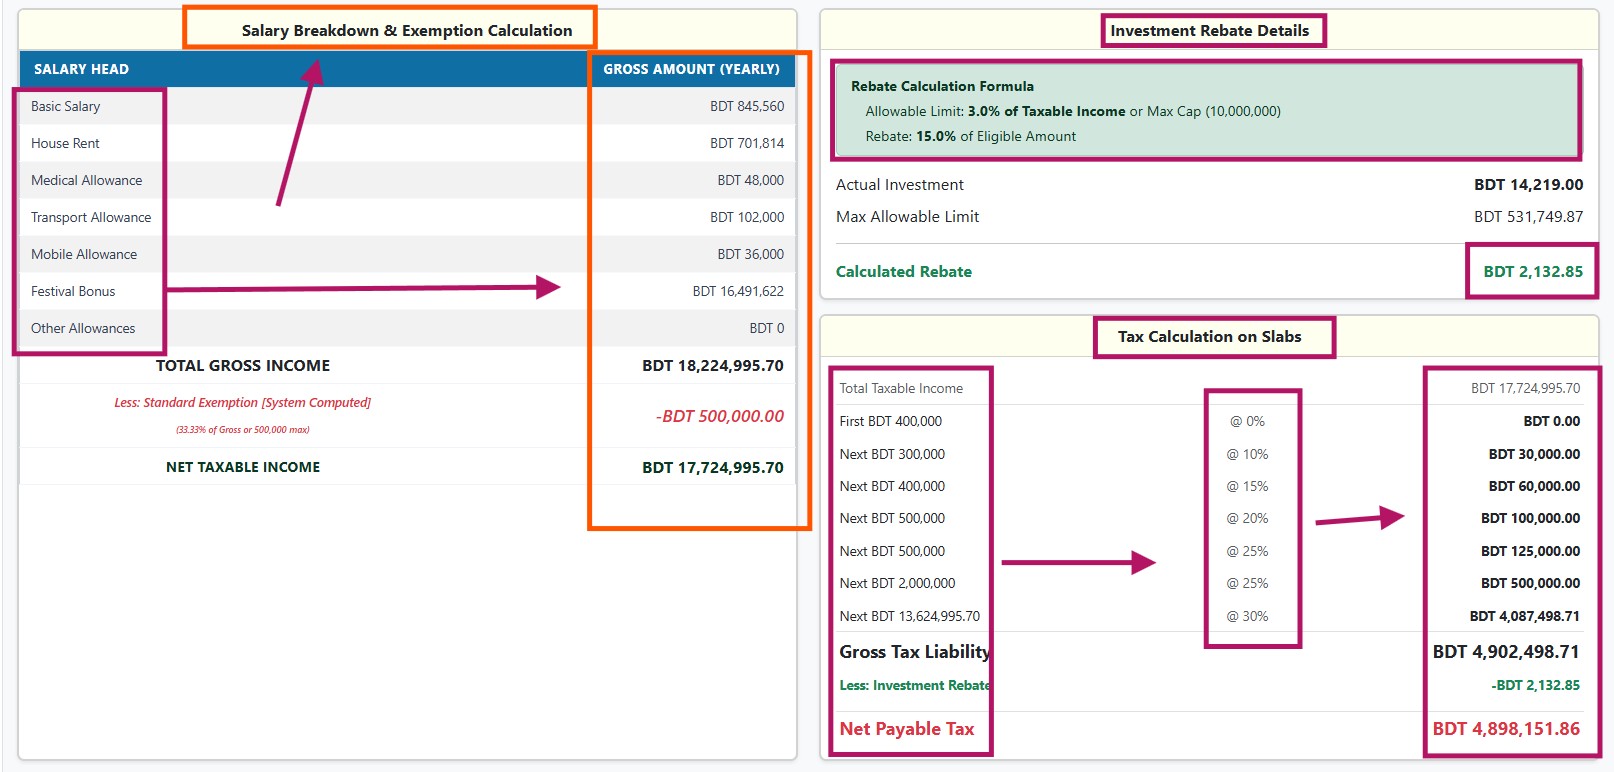 Salary Breakdown & Exemption Calculation
SALARY HEAD GROSS AMOUNT (YEARLY)
Basic Salary BDT 845,560
House Rent BDT 701,814
Medical Allowance BDT 48,000
Transport Allowance BDT 102,000
Mobile Allowance BDT 36,000
Festival Bonus BDT 16,491,622
Other Allowances BDT 0
TOTAL GROSS INCOME BDT 18,224,995.70
Less: Standard Exemption [System Computed] -BDT 500,000.00
(33.33% of Gross or 500,000 max)
NET TAXABLE INCOME BDT 17,724,995.70
Investment Rebate Details
Rebate Calculation Formula
Allowable Limit: 3.0% of Taxable Income or Max Cap (10,000,000)
Rebate: 15.0% of Eligible Amount
Actual Investment BDT 14,219.00
Max Allowable Limit BDT 531,749.87
Calculated Rebate BDT 2,132.85
Tax Calculation on Slabs
Total Taxable Income BDT 17,724,995.70
First BDT 400,000 @ 0% BDT 0.00
Next BDT 300,000 @ 10% BDT 30,000.00
Next BDT 400,000 @ 15% BDT 60,000.00
Next BDT 500,000 @ 20% BDT 100,000.00
Next BDT 500,000 @ 25% BDT 125,000.00
Next BDT 2,000,000 @ 25% BDT 500,000.00
Next BDT 13,624,995.70 @ 30% BDT 4,087,498.71
Gross Tax Liability BDT 4,902,498.71
Less: Investment Rebate -BDT 2,132.85
Net Payable Tax BDT 4,898,151.86